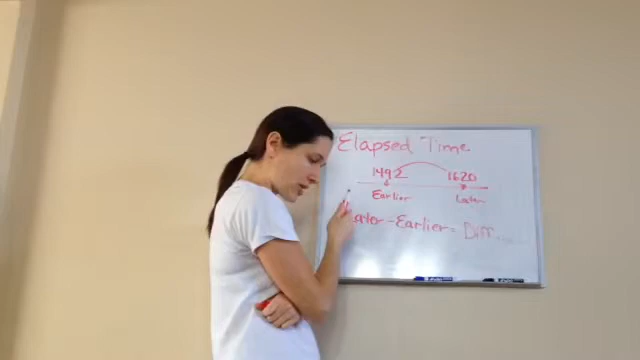 Elapsed Time
1492 1620
Earlier Later
Later - Earlier = Diff